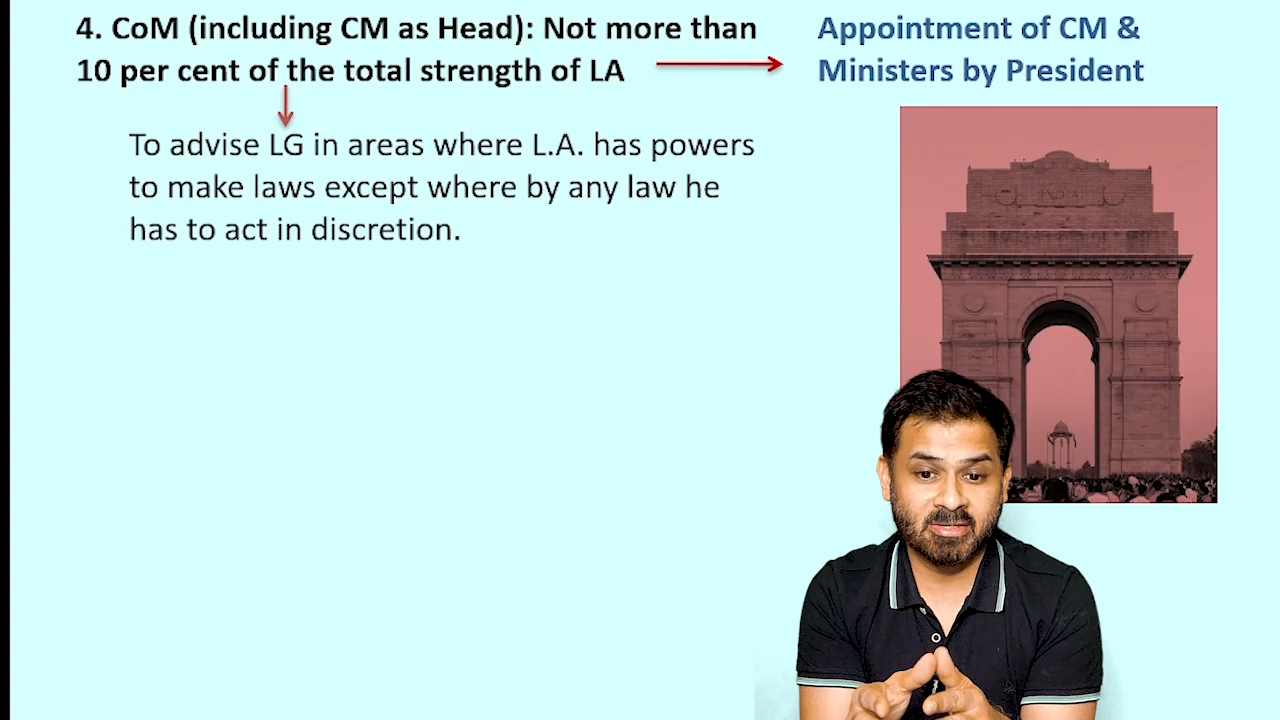 4. CoM (including CM as Head): Not more than
10 per cent of the total strength of LA
Appointment of CM &
Ministers by President
To advise LG in areas where L.A. has powers
to make laws except where by any law he
has to act in discretion.
INDIA